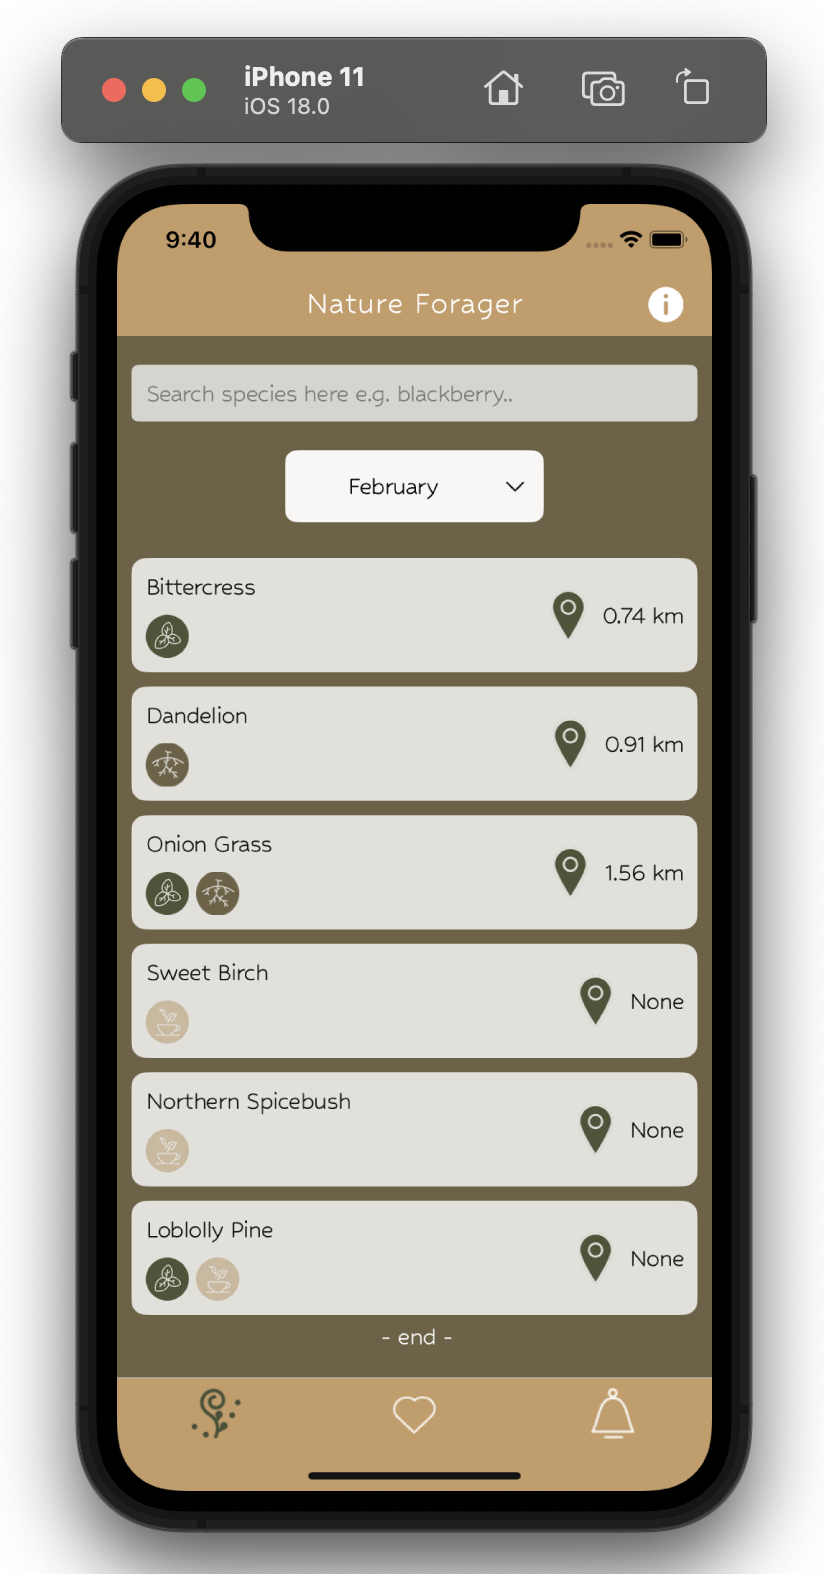 iPhone 11
iOS 18.0
9:40
Nature Forager
Search species here e.g. blackberry..
February
Bittercress
0.74 km
Dandelion
0.91 km
Onion Grass
1.56 km
Sweet Birch
None
Northern Spicebush
None
Loblolly Pine
None
- end -